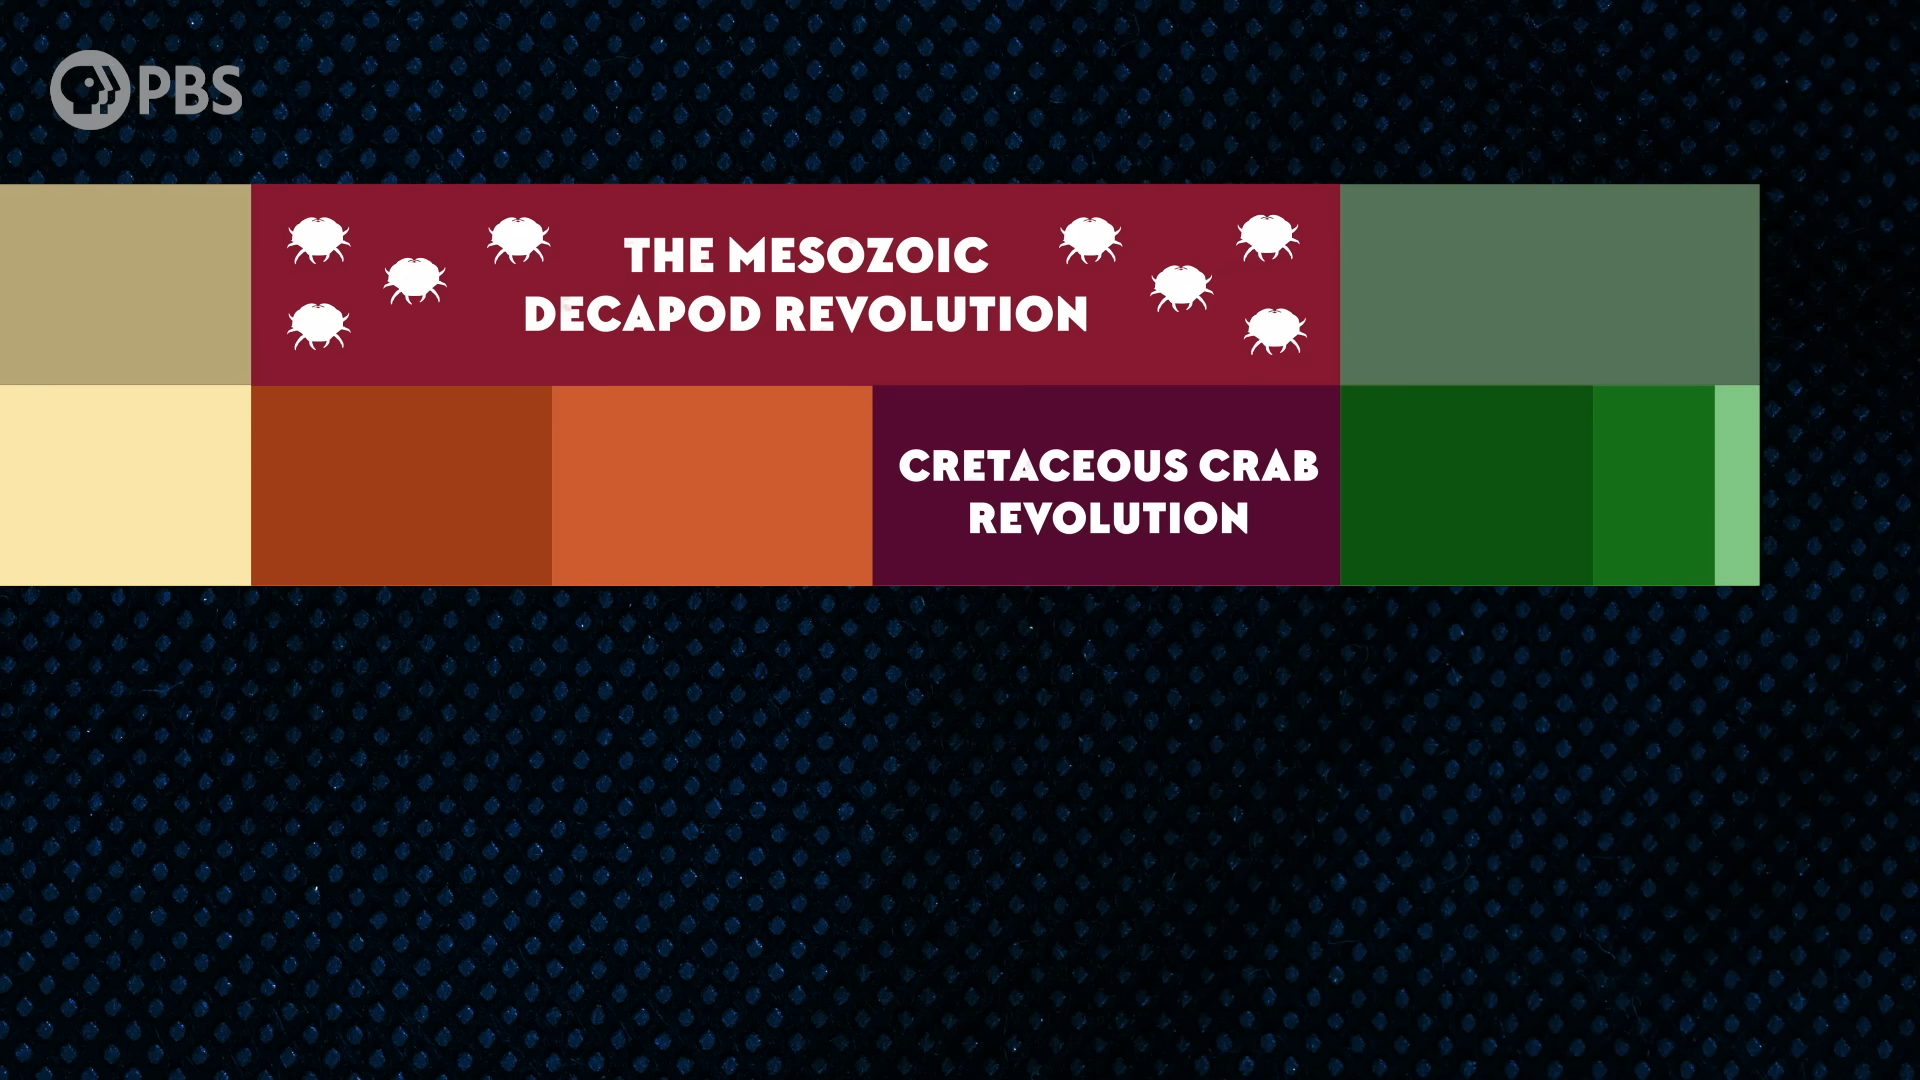 PBS
THE MESOZOIC
DECAPOD REVOLUTION
CRETACEOUS CRAB
REVOLUTION